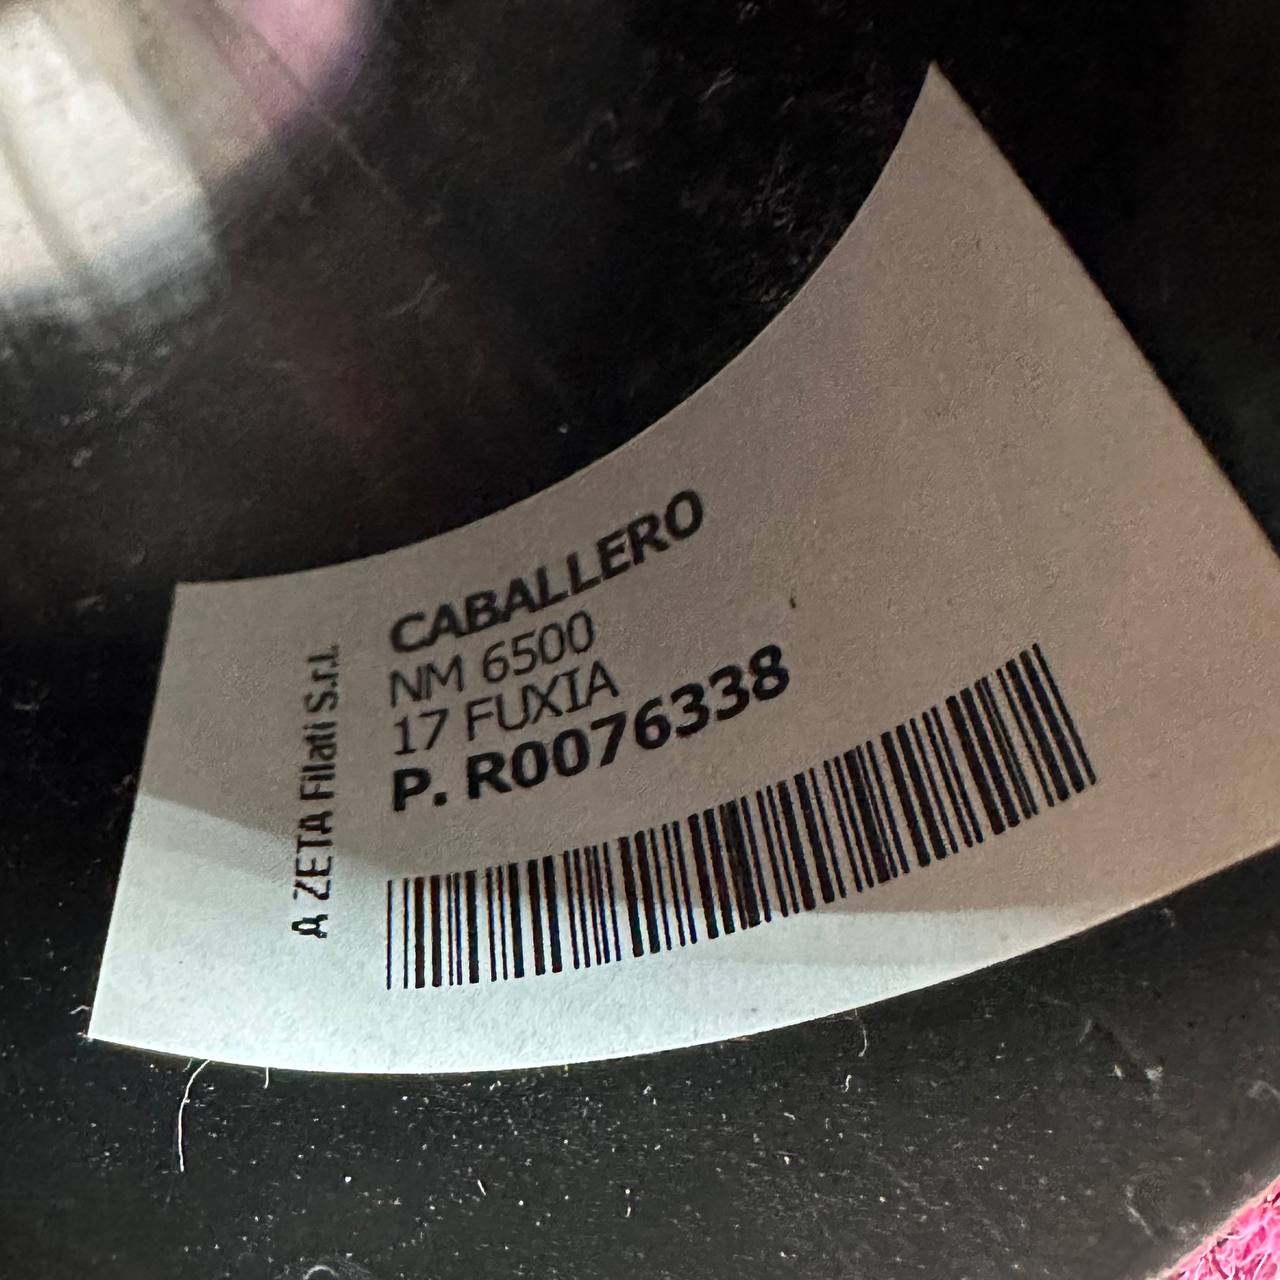 A ZETA Filati S.r.l.
CABALLERO
NM 6500
17 FUXIA
P. R0076338